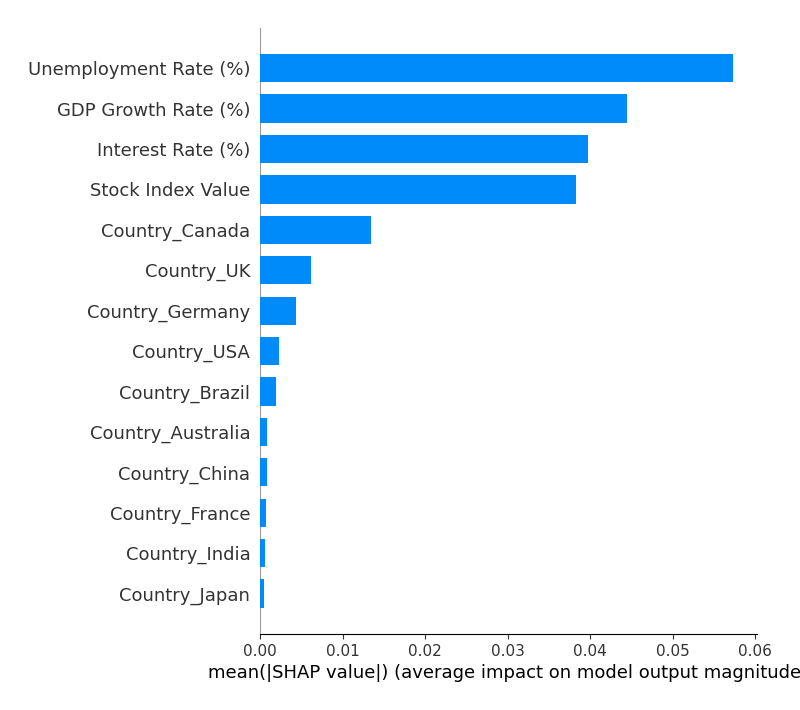 Unemployment Rate (%)
GDP Growth Rate (%)
Interest Rate (%)
Stock Index Value
Country_Canada
Country_UK
Country_Germany
Country_USA
Country_Brazil
Country_Australia
Country_China
Country_France
Country_India
Country_Japan
0.00 0.01 0.02 0.03 0.04 0.05 0.06
mean(|SHAP value|) (average impact on model output magnitude